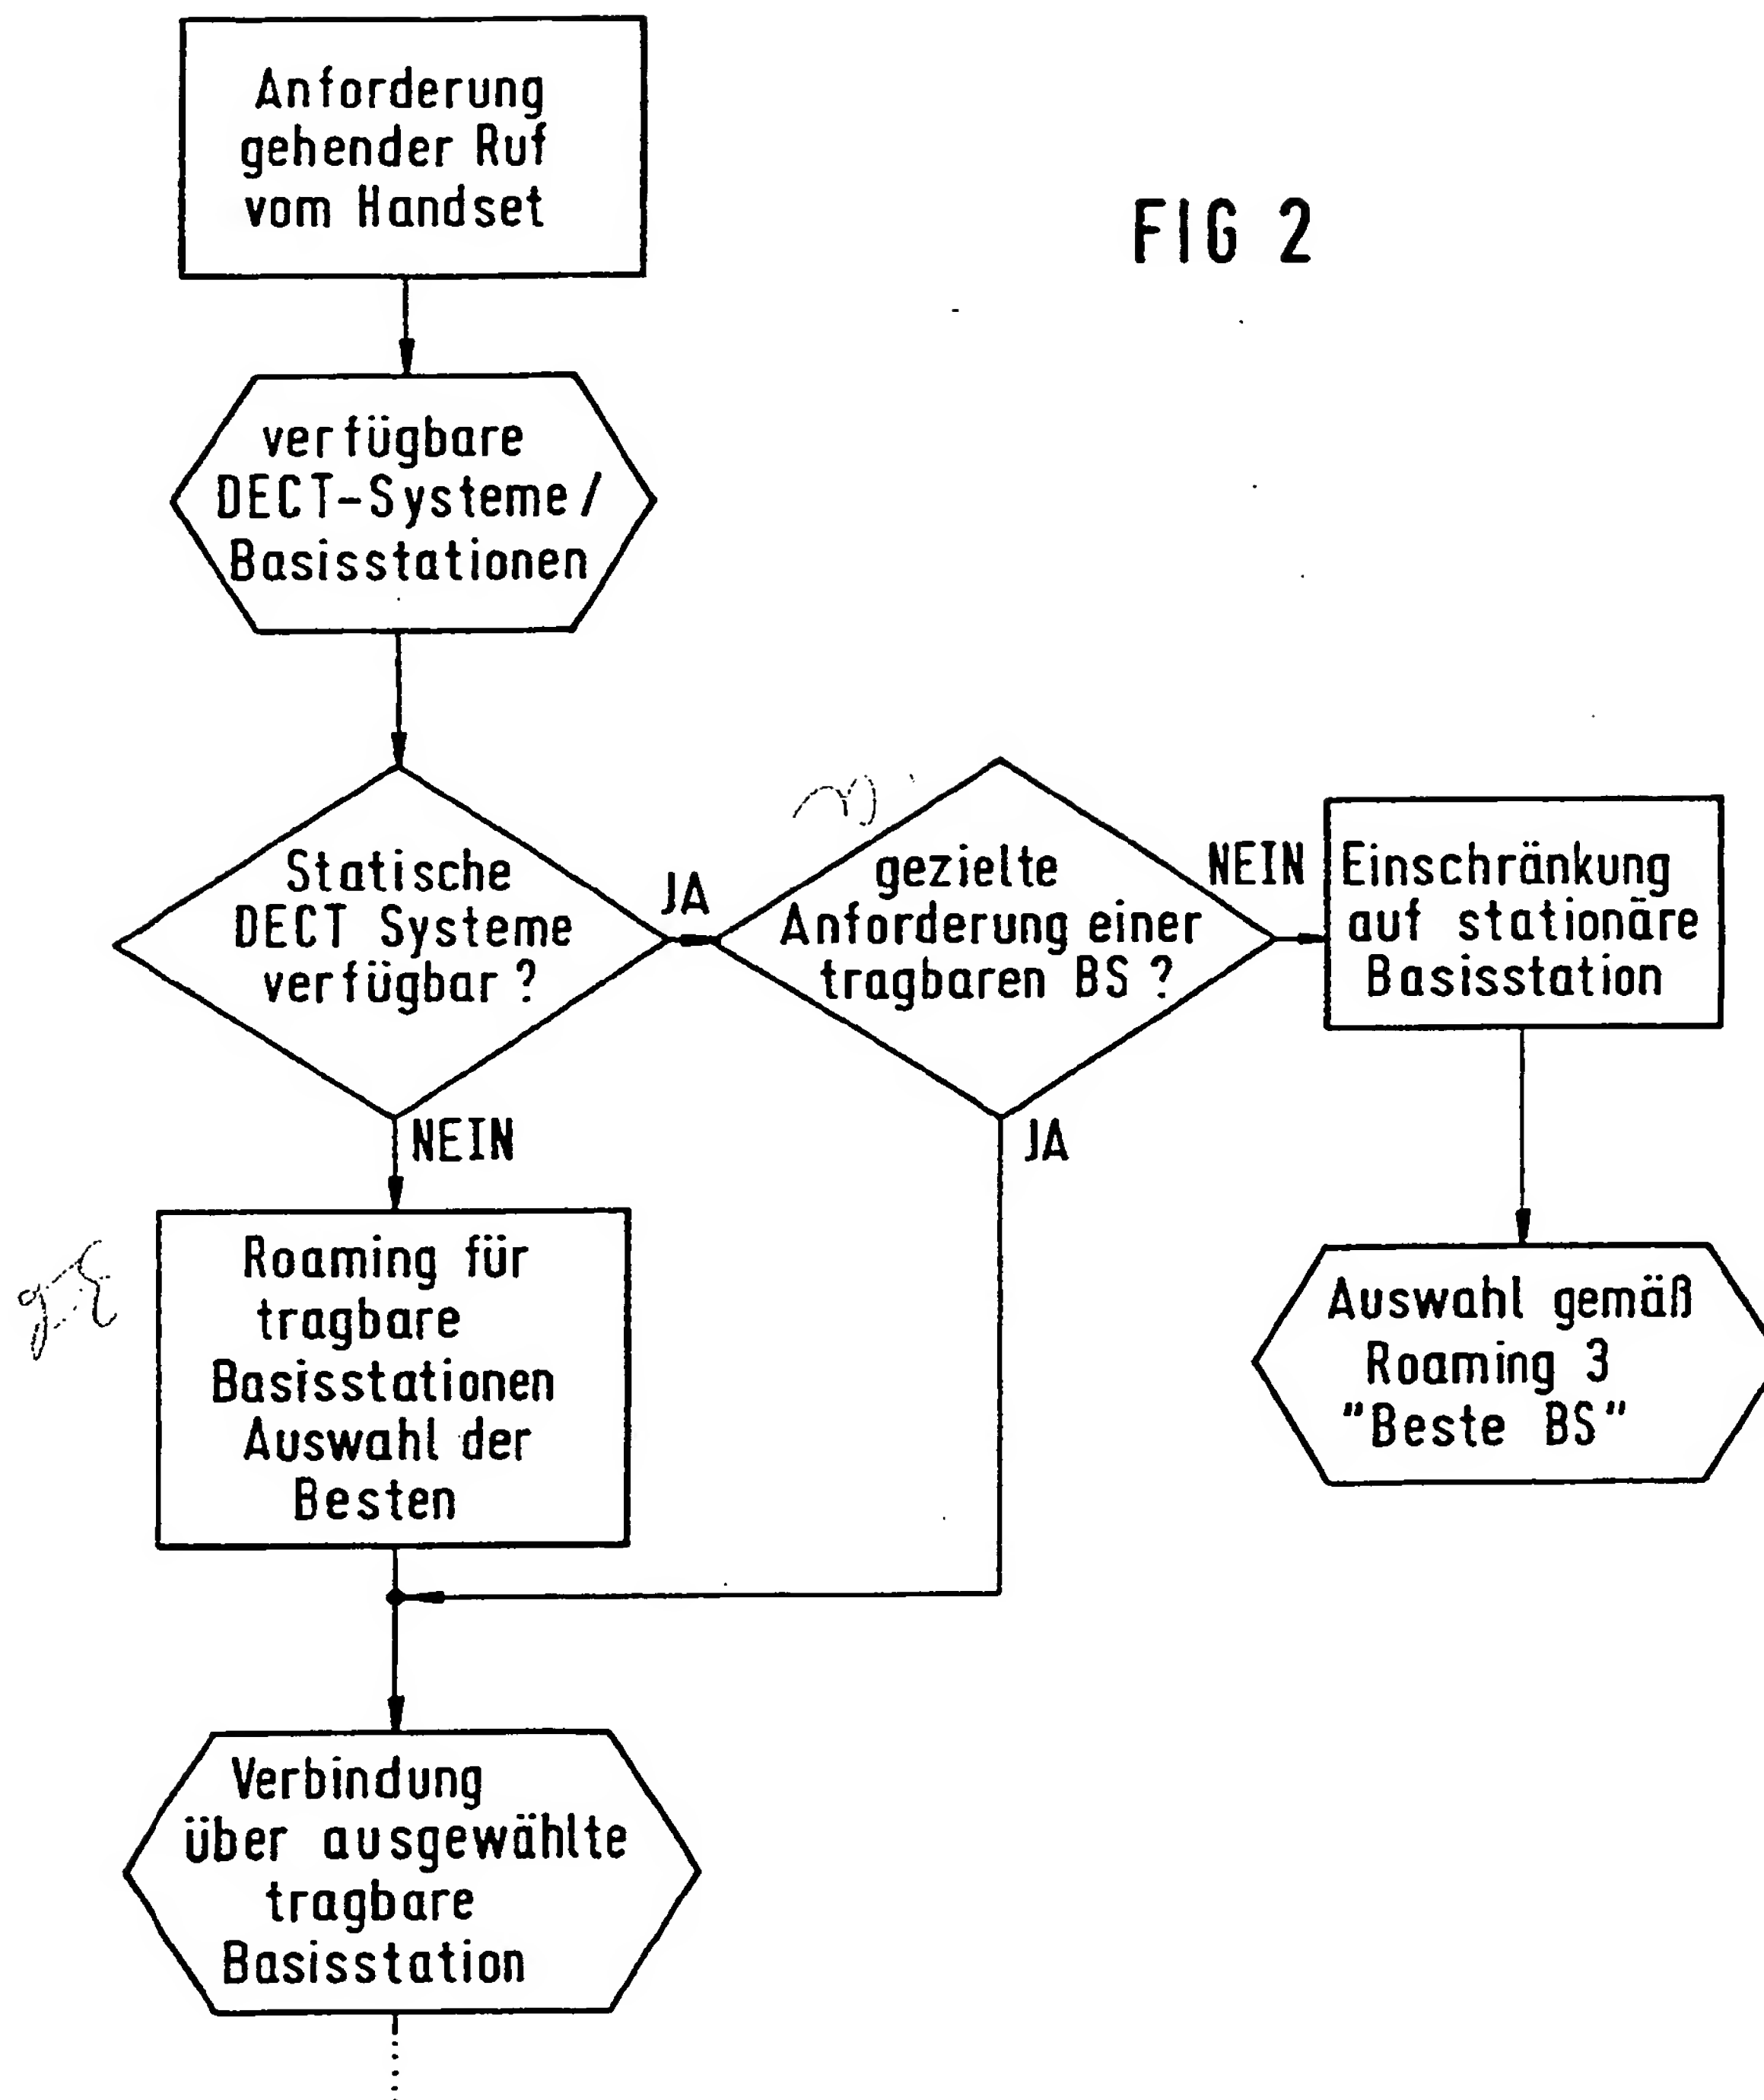 Anforderung
gehender Ruf
vom Handset
FIG 2
verfügbare
DECT-Systeme/
Basisstationen
Statische
DECT Systeme
verfügbar ?
JA
gezielte
Anforderung einer
tragbaren BS ?
NEIN
Einschränkung
auf stationäre
Basisstation
NEIN
JA
Roaming für
tragbare
Basisstationen
Auswahl der
Besten
Auswahl gemäß
Roaming 3
"Beste BS"
Verbindung
über ausgewählte
tragbare
Basisstation